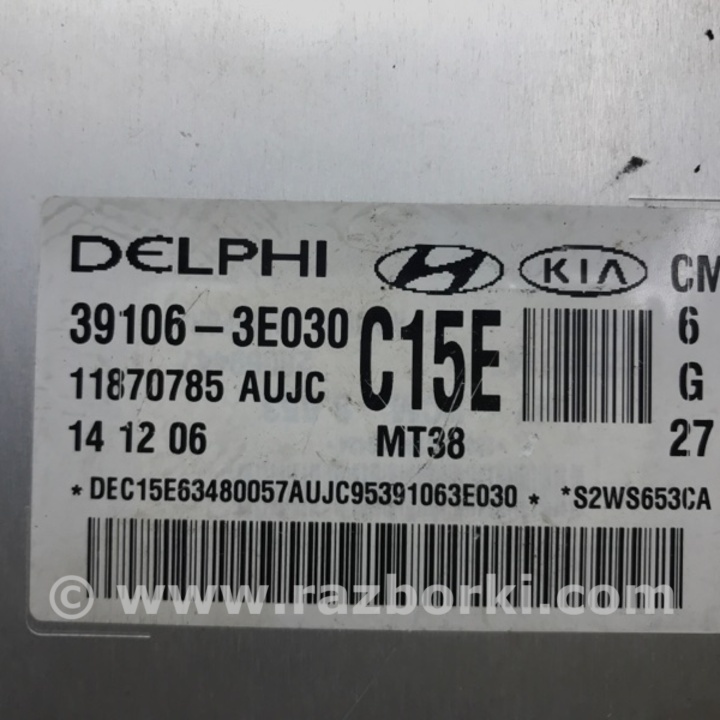 DELPHI H KIA CM
39106-3E030 C15E 6
11870785 AUJC G
14 12 06 MT38 27
*DEC15E63480057AUJC95391063E030* *S2WS653CA
© www.razborki.com